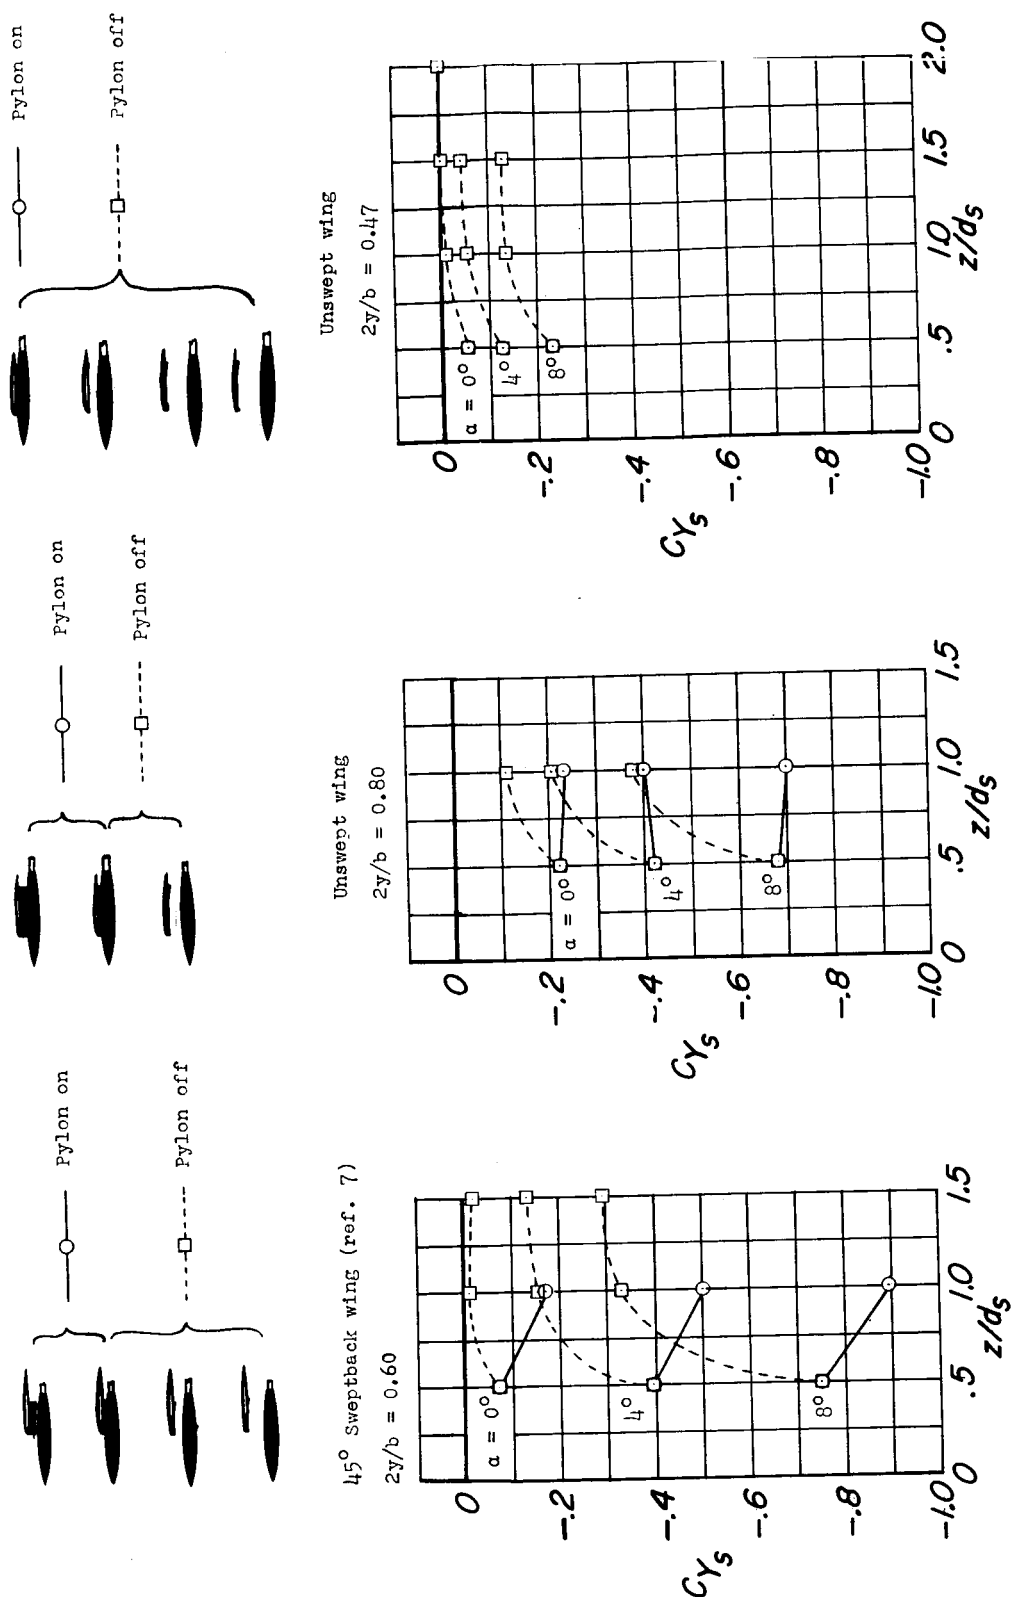 Pylon on
Pylon off
45° Sweptback wing (ref. 7)
2y/b = 0.60
0
-.2
-.4
-.6
-.8
-1.0
CYs
α = 0°
4°
8°
0
.5
1.0
1.5
z/ds
Pylon on
Pylon off
Unswept wing
2y/b = 0.80
0
-.2
-.4
-.6
-.8
-1.0
CYs
α = 0°
4°
8°
0
.5
1.0
1.5
z/ds
Pylon on
Pylon off
Unswept wing
2y/b = 0.47
0
-.2
-.4
-.6
-.8
-1.0
CYs
α = 0°
4°
8°
0
.5
1.0
1.5
2.0
z/ds